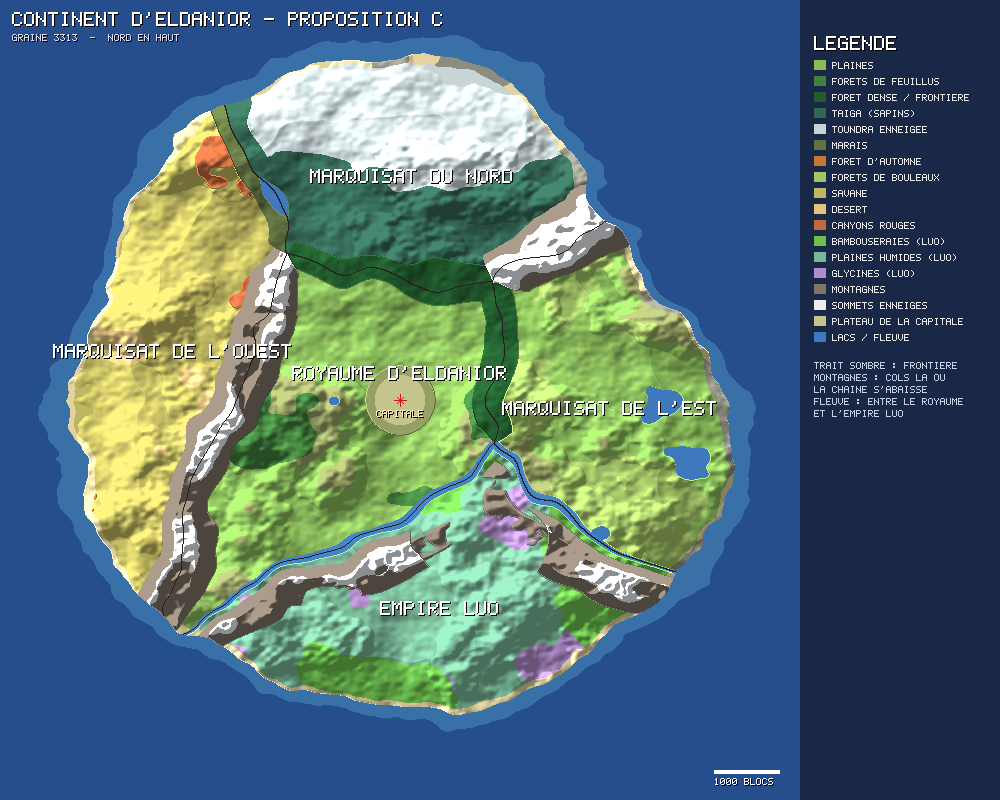 CONTINENT D'ELDANIOR - PROPOSITION C
GRAINE 3313 - NORD EN HAUT
MARQUISAT DU NORD
MARQUISAT DE L'OUEST
ROYAUME D'ELDANIOR
CAPITALE
MARQUISAT DE L'EST
EMPIRE LUO
1000 BLOCS
LEGENDE
PLAINES
FORETS DE FEUILLUS
FORET DENSE / FRONTIERE
TAIGA (SAPINS)
TOUNDRA ENNEIGEE
MARAIS
FORET D'AUTOMNE
FORETS DE BOULEAUX
SAVANE
DESERT
CANYONS ROUGES
BAMBOUSERAIES (LUO)
PLAINES HUMIDES (LUO)
GLYCINES (LUO)
MONTAGNES
SOMMETS ENNEIGES
PLATEAU DE LA CAPITALE
LACS / FLEUVE
TRAIT SOMBRE : FRONTIERE
MONTAGNES : COLS LA OU
LA CHAINE S'ABAISSE
FLEUVE : ENTRE LE ROYAUME
ET L'EMPIRE LUO